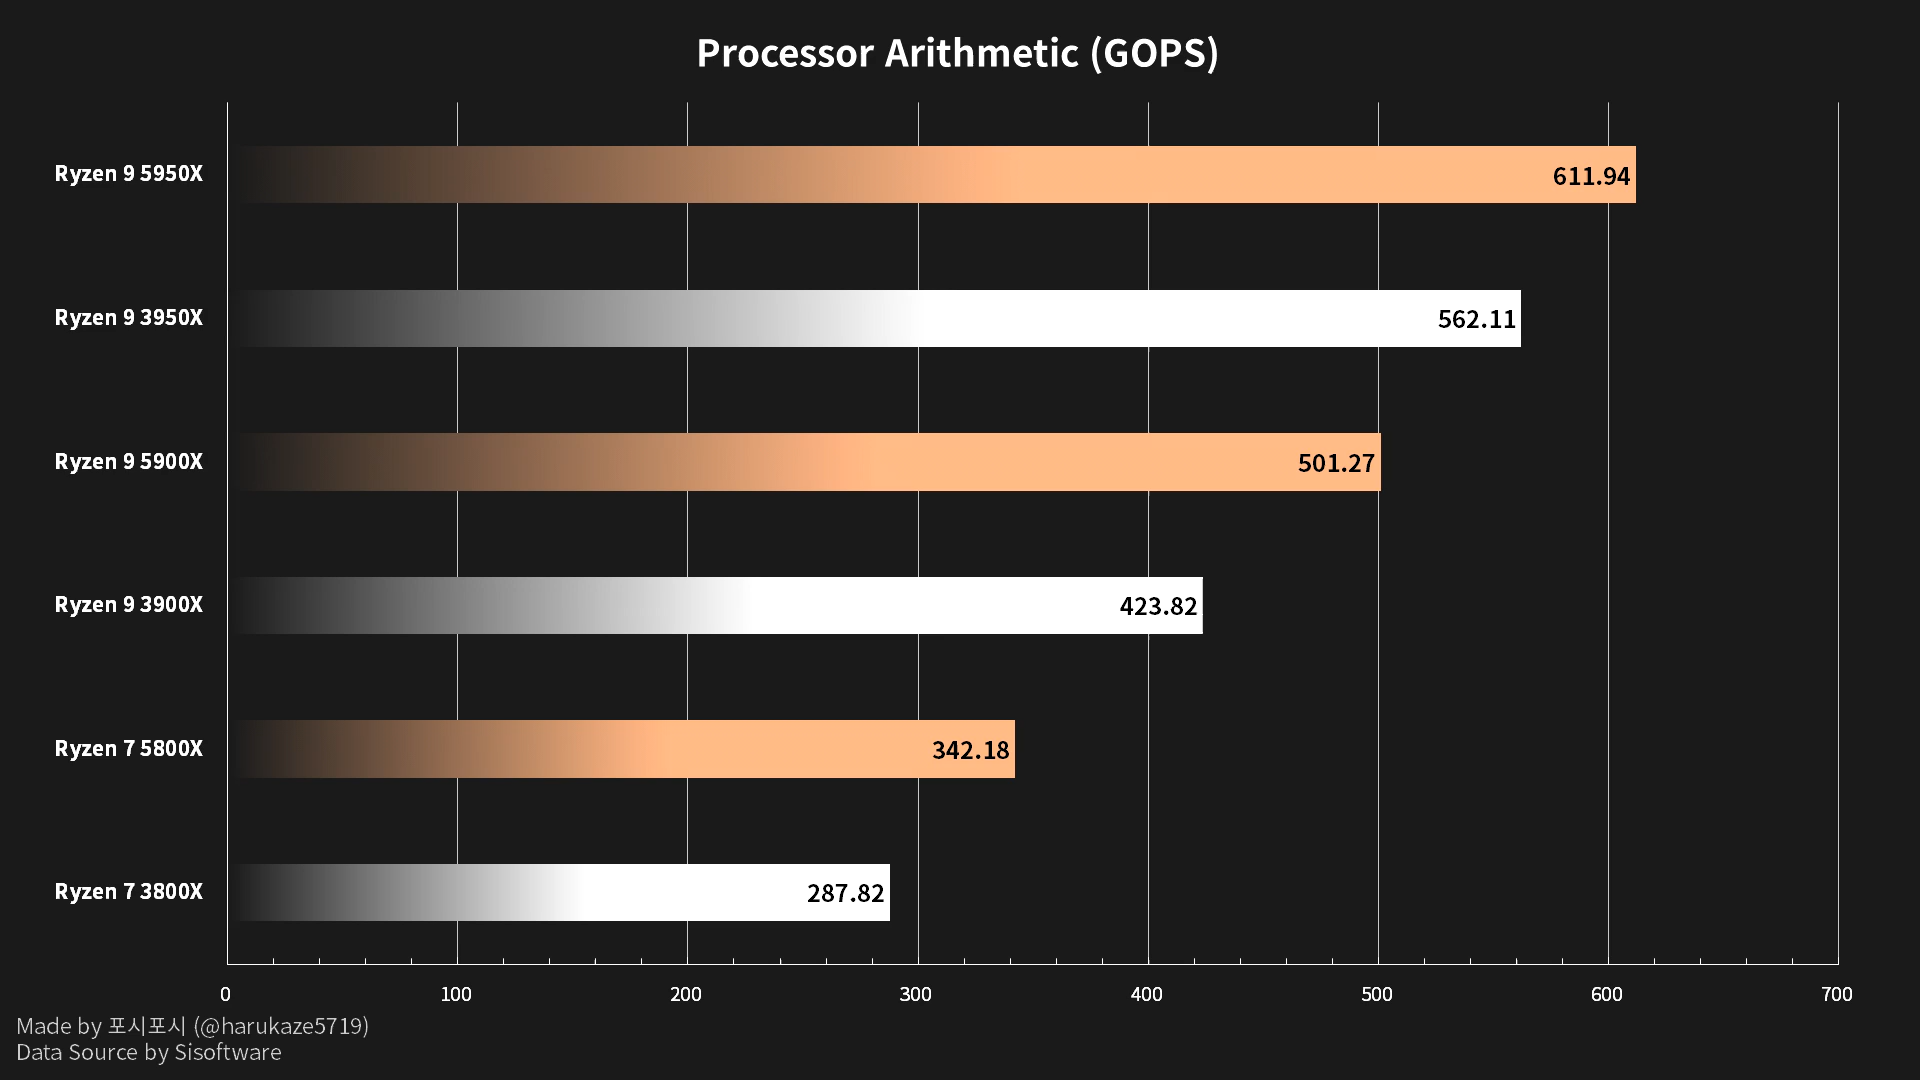 Processor Arithmetic (GOPS)
Ryzen 9 5950X 611.94
Ryzen 9 3950X 562.11
Ryzen 9 5900X 501.27
Ryzen 9 3900X 423.82
Ryzen 7 5800X 342.18
Ryzen 7 3800X 287.82
0 100 200 300 400 500 600 700
Made by 포시포시 (@harukaze5719)
Data Source by Sisoftware